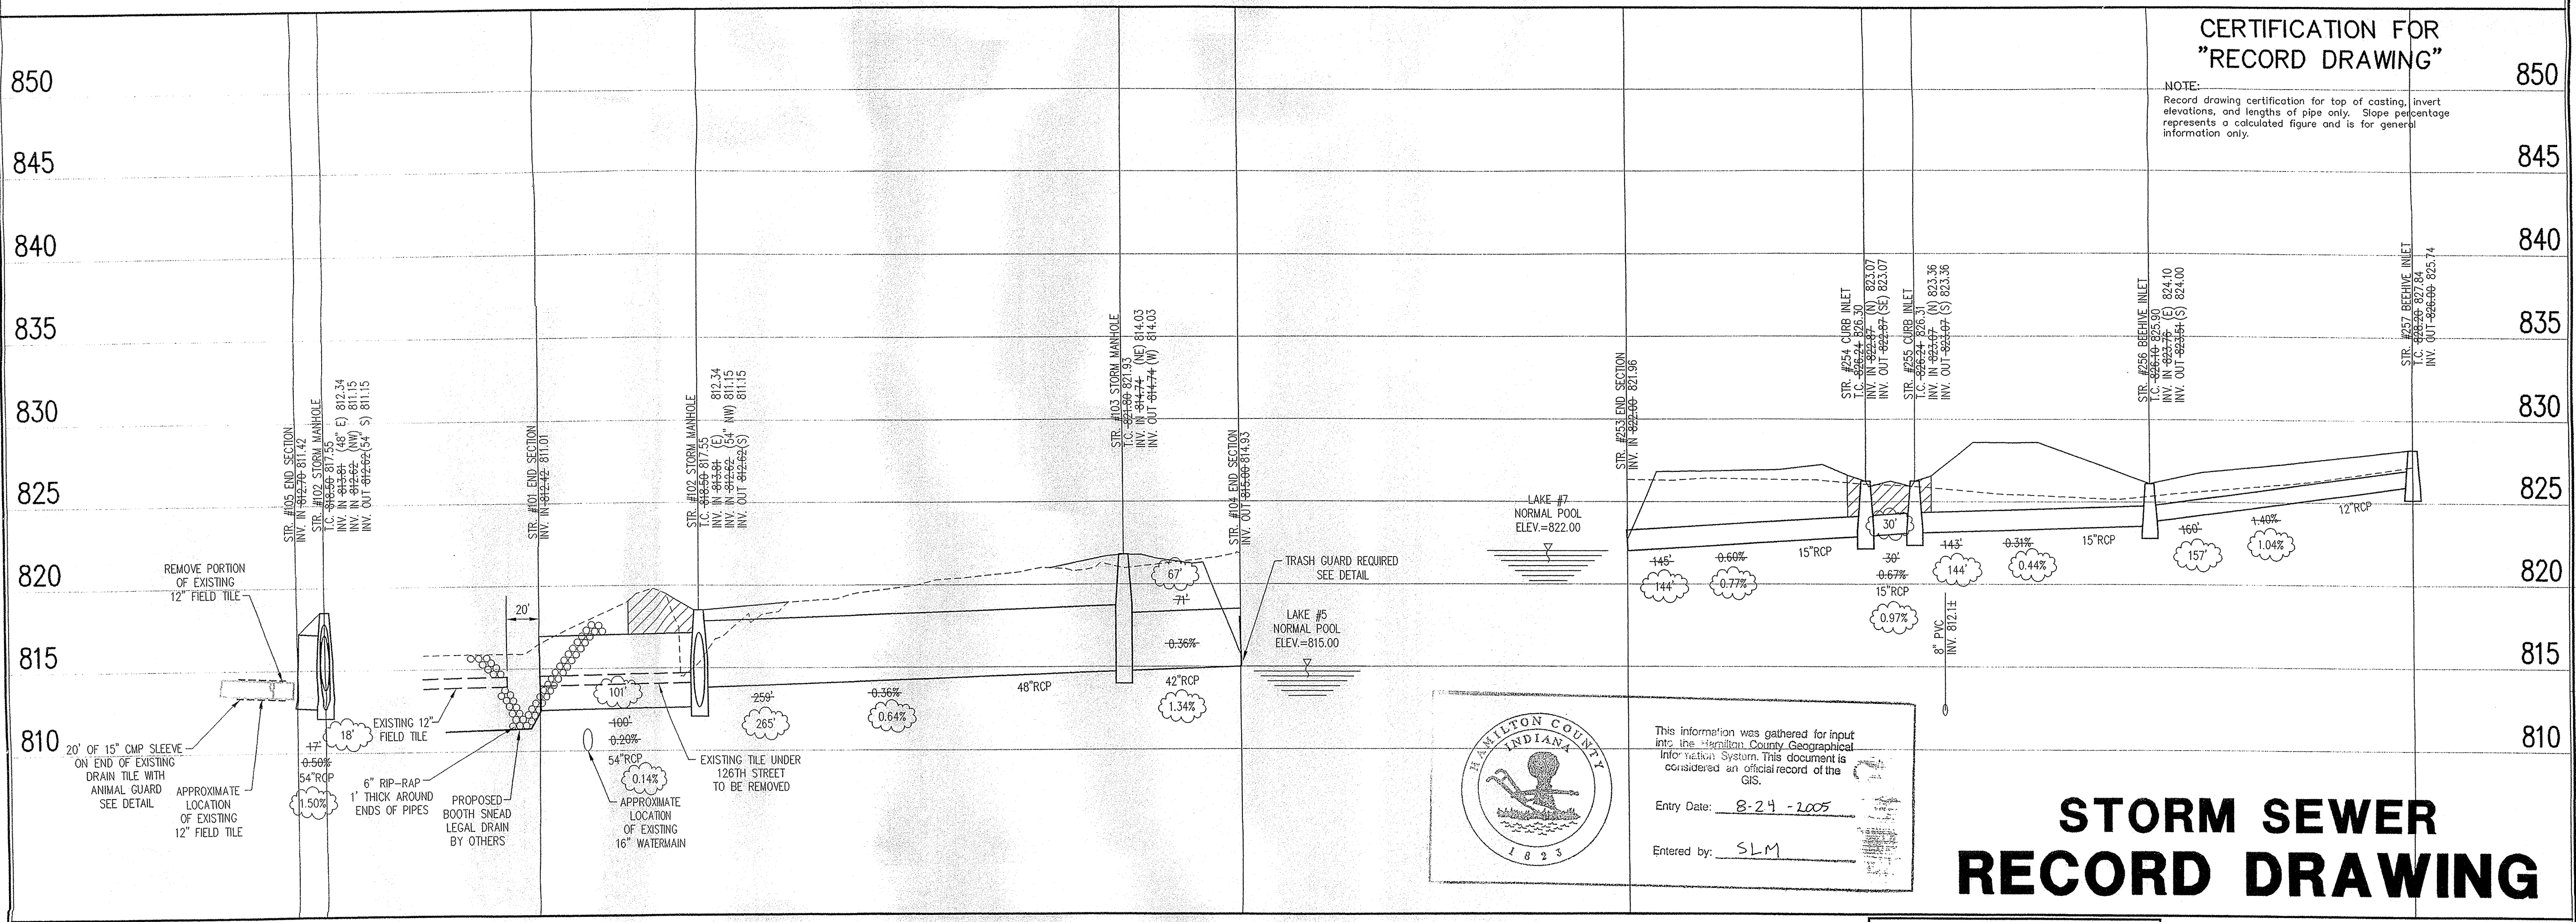 CERTIFICATION FOR
"RECORD DRAWING"
NOTE:
Record drawing certification for top of casting, invert
elevations, and lengths of pipe only. Slope percentage
represents a calculated figure and is for general
information only.
850
845
840
835
830
825
820
815
810
850
845
840
835
830
825
820
815
810
STR. #105 END SECTION
INV. IN 812.70 811.42
STR. #102 STORM MANHOLE
T.C. 818.50 817.55
INV. IN 813.81 (48" E) 812.34
INV. IN 812.62 (NW) 811.15
INV. OUT 812.62 (54" S) 811.15
STR. #101 END SECTION
INV. IN 812.42 811.01
STR. #102 STORM MANHOLE
T.C. 818.50 817.55
INV. IN 813.81 (E) 812.34
INV. IN 812.62 (54" NW) 811.15
INV. OUT 812.62 (S) 811.15
STR. #103 STORM MANHOLE
T.C. 821.80 821.93
INV. IN 814.74 (NE) 814.03
INV. OUT 814.74 (W) 814.03
STR. #104 END SECTION
INV. OUT 815.00 814.93
STR. #253 END SECTION
INV. IN 822.00 821.96
STR. #254 CURB INLET
T.C. 826.24 826.30
INV. IN 822.87 (N) 823.07
INV. OUT 822.87 (SE) 823.07
STR. #255 CURB INLET
T.C. 826.24 826.31
INV. IN 823.07 (N) 823.36
INV. OUT 823.07 (S) 823.36
STR. #256 BEEHIVE INLET
T.C. 826.10 825.90
INV. IN 823.76 (E) 824.10
INV. OUT 823.51 (S) 824.00
STR. #257 BEEHIVE INLET
T.C. 828.20 827.84
INV. OUT 826.00 825.74
REMOVE PORTION
OF EXISTING
12" FIELD TILE
20' OF 15" CMP SLEEVE
ON END OF EXISTING
DRAIN TILE WITH
ANIMAL GUARD
SEE DETAIL
APPROXIMATE
LOCATION
OF EXISTING
12" FIELD TILE
18'
17'
0.50%
54"RCP
1.50%
EXISTING 12"
FIELD TILE
6" RIP-RAP
1' THICK AROUND
ENDS OF PIPES
PROPOSED
BOOTH SNEAD
LEGAL DRAIN
BY OTHERS
20'
101'
100'
0.20%
54"RCP
0.14%
APPROXIMATE
LOCATION
OF EXISTING
16" WATERMAIN
EXISTING TILE UNDER
126TH STREET
TO BE REMOVED
259'
265'
0.36%
0.64%
48"RCP
67'
71'
0.36%
42"RCP
1.34%
TRASH GUARD REQUIRED
SEE DETAIL
LAKE #5
NORMAL POOL
ELEV.=815.00
LAKE #7
NORMAL POOL
ELEV.=822.00
145'
144'
0.60%
0.77%
15"RCP
30'
30'
0.67%
15"RCP
0.97%
143'
144'
0.31%
0.44%
15"RCP
160'
157'
1.40%
1.04%
12"RCP
8" PVC
INV. 812.1±
HAMILTON COUNTY
INDIANA
1823
This information was gathered for input
into the Hamilton County Geographical
Information System. This document is
considered an official record of the
GIS.
Entry Date: 8-24-2005
Entered by: SLM
STORM SEWER
RECORD DRAWING